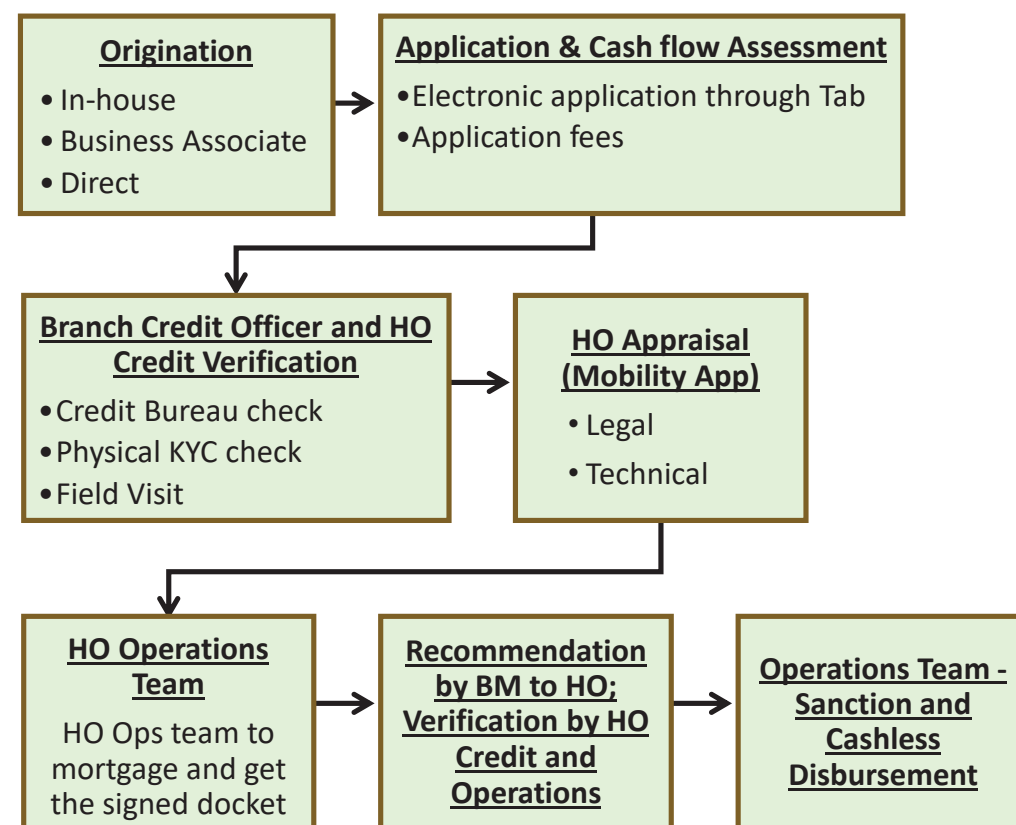 Origination
• In-house
• Business Associate
• Direct
Application & Cash flow Assessment
•Electronic application through Tab
•Application fees
Branch Credit Officer and HO
Credit Verification
•Credit Bureau check
•Physical KYC check
•Field Visit
HO Appraisal
(Mobility App)
• Legal
• Technical
HO Operations
Team
HO Ops team to
mortgage and get
the signed docket
Recommendation
by BM to HO;
Verification by HO
Credit and
Operations
Operations Team -
Sanction and
Cashless
Disbursement